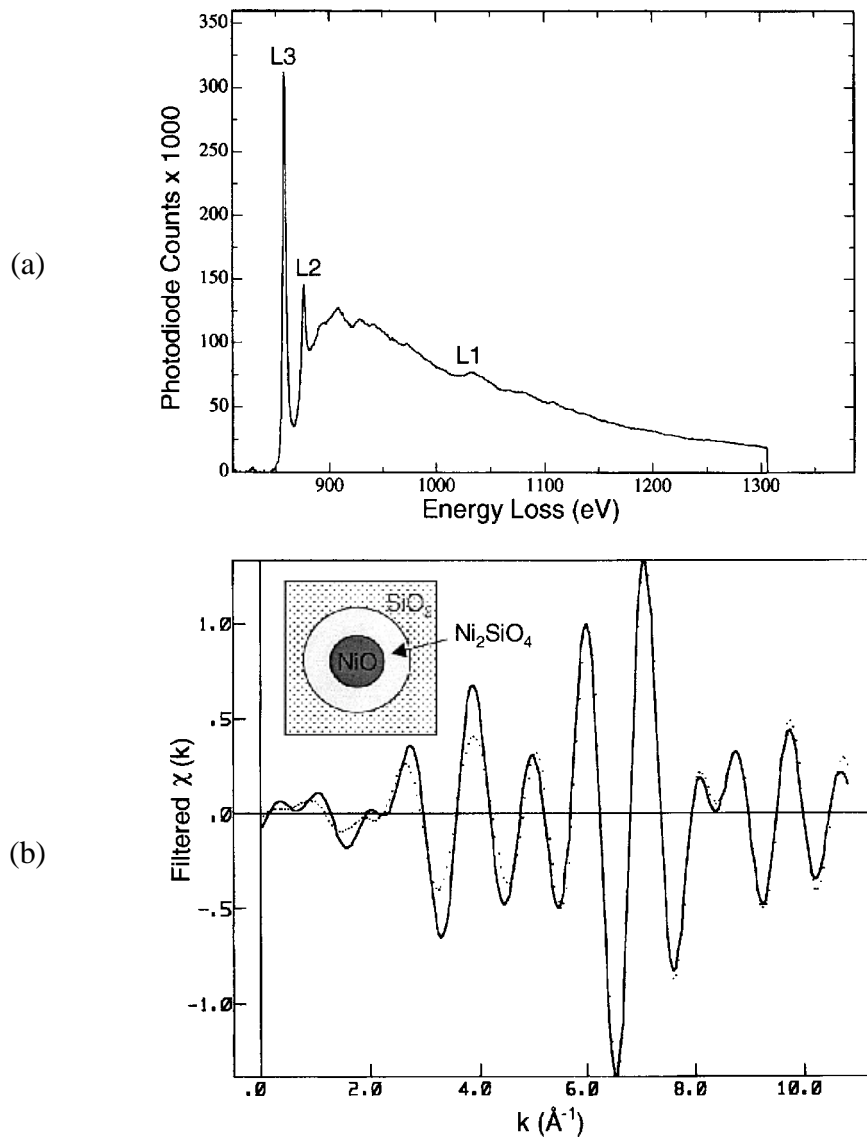 (a)
Photodiode Counts x 1000
350
300
250
200
150
100
50
0
L3
L2
L1
900
1000
1100
1200
1300
Energy Loss (eV)
(b)
Filtered χ (k)
1.0
.5
.0
-.5
-1.0
SiO2
Ni2SiO4
NiO
.0
2.0
4.0
6.0
8.0
10.0
k (Å-1)